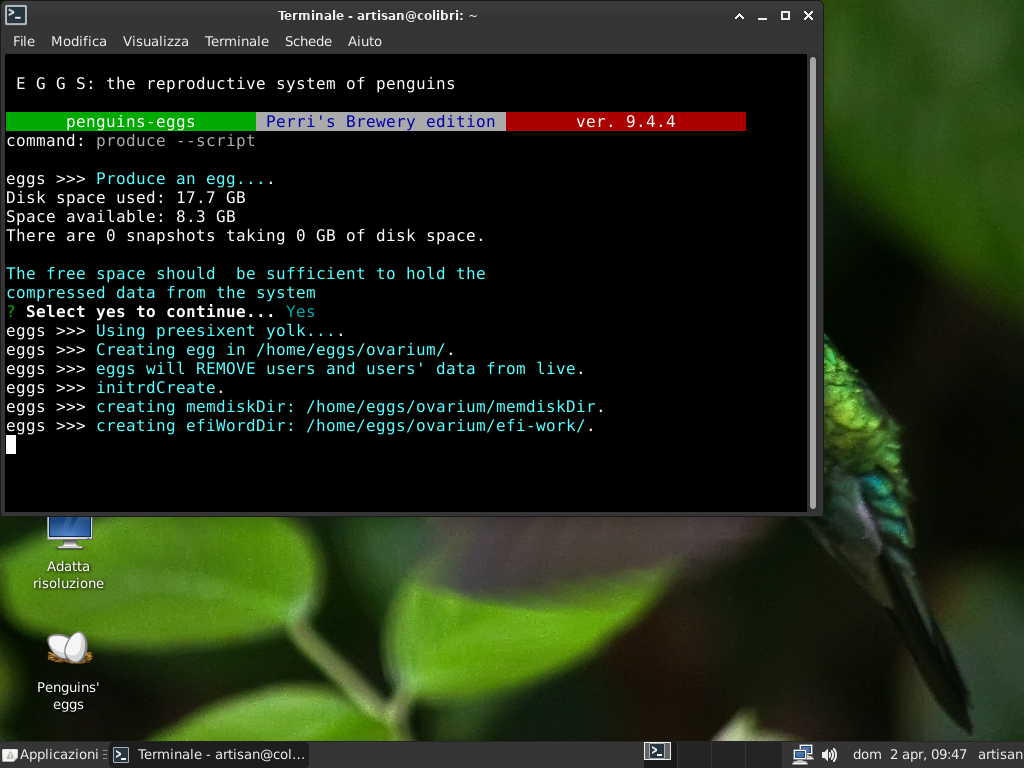 Terminale - artisan@colibri: ~
File Modifica Visualizza Terminale Schede Aiuto
E G G S: the reproductive system of penguins
penguins-eggs Perri's Brewery edition ver. 9.4.4
command: produce --script
eggs >>> Produce an egg....
Disk space used: 17.7 GB
Space available: 8.3 GB
There are 0 snapshots taking 0 GB of disk space.
The free space should  be sufficient to hold the
compressed data from the system
? Select yes to continue... Yes
eggs >>> Using preesixent yolk....
eggs >>> Creating egg in /home/eggs/ovarium/.
eggs >>> eggs will REMOVE users and users' data from live.
eggs >>> initrdCreate.
eggs >>> creating memdiskDir: /home/eggs/ovarium/memdiskDir.
eggs >>> creating efiWordDir: /home/eggs/ovarium/efi-work/.
Adatta
risoluzione
Penguins'
eggs
Applicazioni Terminale - artisan@col... dom 2 apr, 09:47 artisan